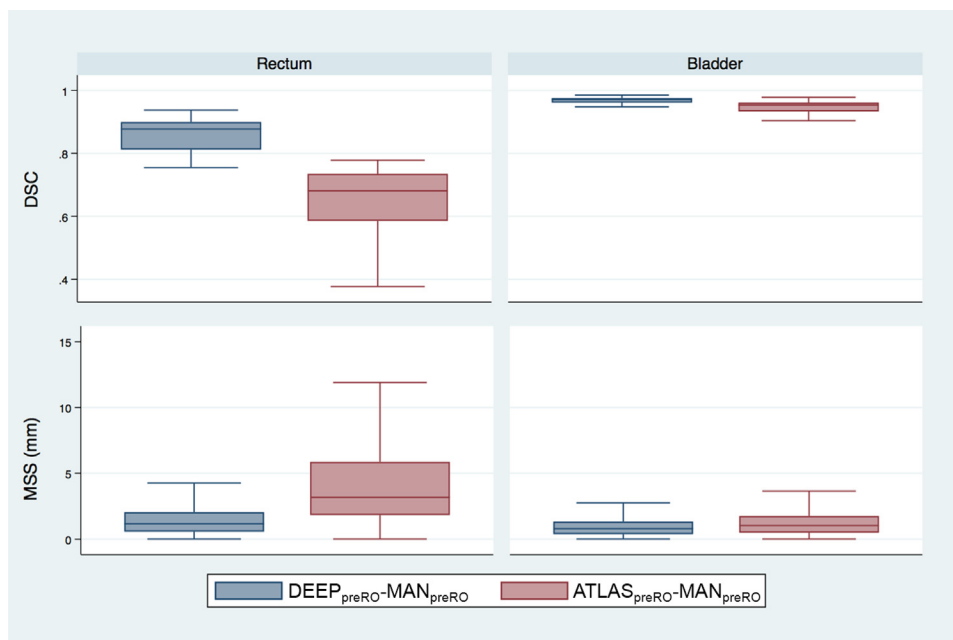 Rectum
Bladder
DSC
1
.8
.6
.4
MSS (mm)
15
10
5
0
DEEPpreRO-MANpreRO
ATLASpreRO-MANpreRO